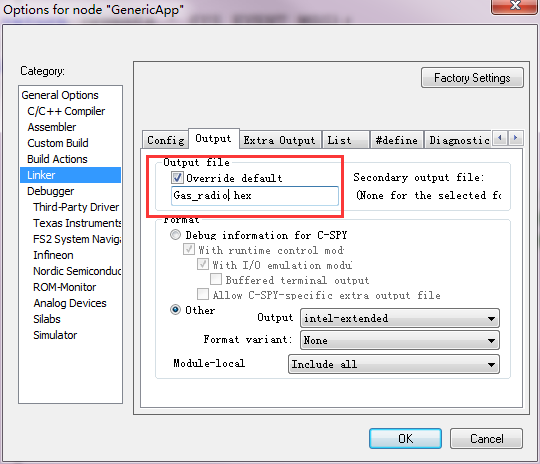 Options for node "GenericApp"
Category:
General Options
C/C++ Compiler
Assembler
Custom Build
Build Actions
Linker
Debugger
Third-Party Driver
Texas Instruments
FS2 System Naviga
Infineon
Nordic Semiconduc
ROM-Monitor
Analog Devices
Silabs
Simulator
Factory Settings
Config Output Extra Output List #define Diagnostic
Output file
Override default
Gas_radio.hex
Secondary output file:
(None for the selected fo
Format
Debug information for C-SPY
With runtime control mod
With I/O emulation modu
Buffered terminal output
Allow C-SPY-specific extra output file
Other
Output intel-extended
Format variant: None
Module-local Include all
OK Cancel